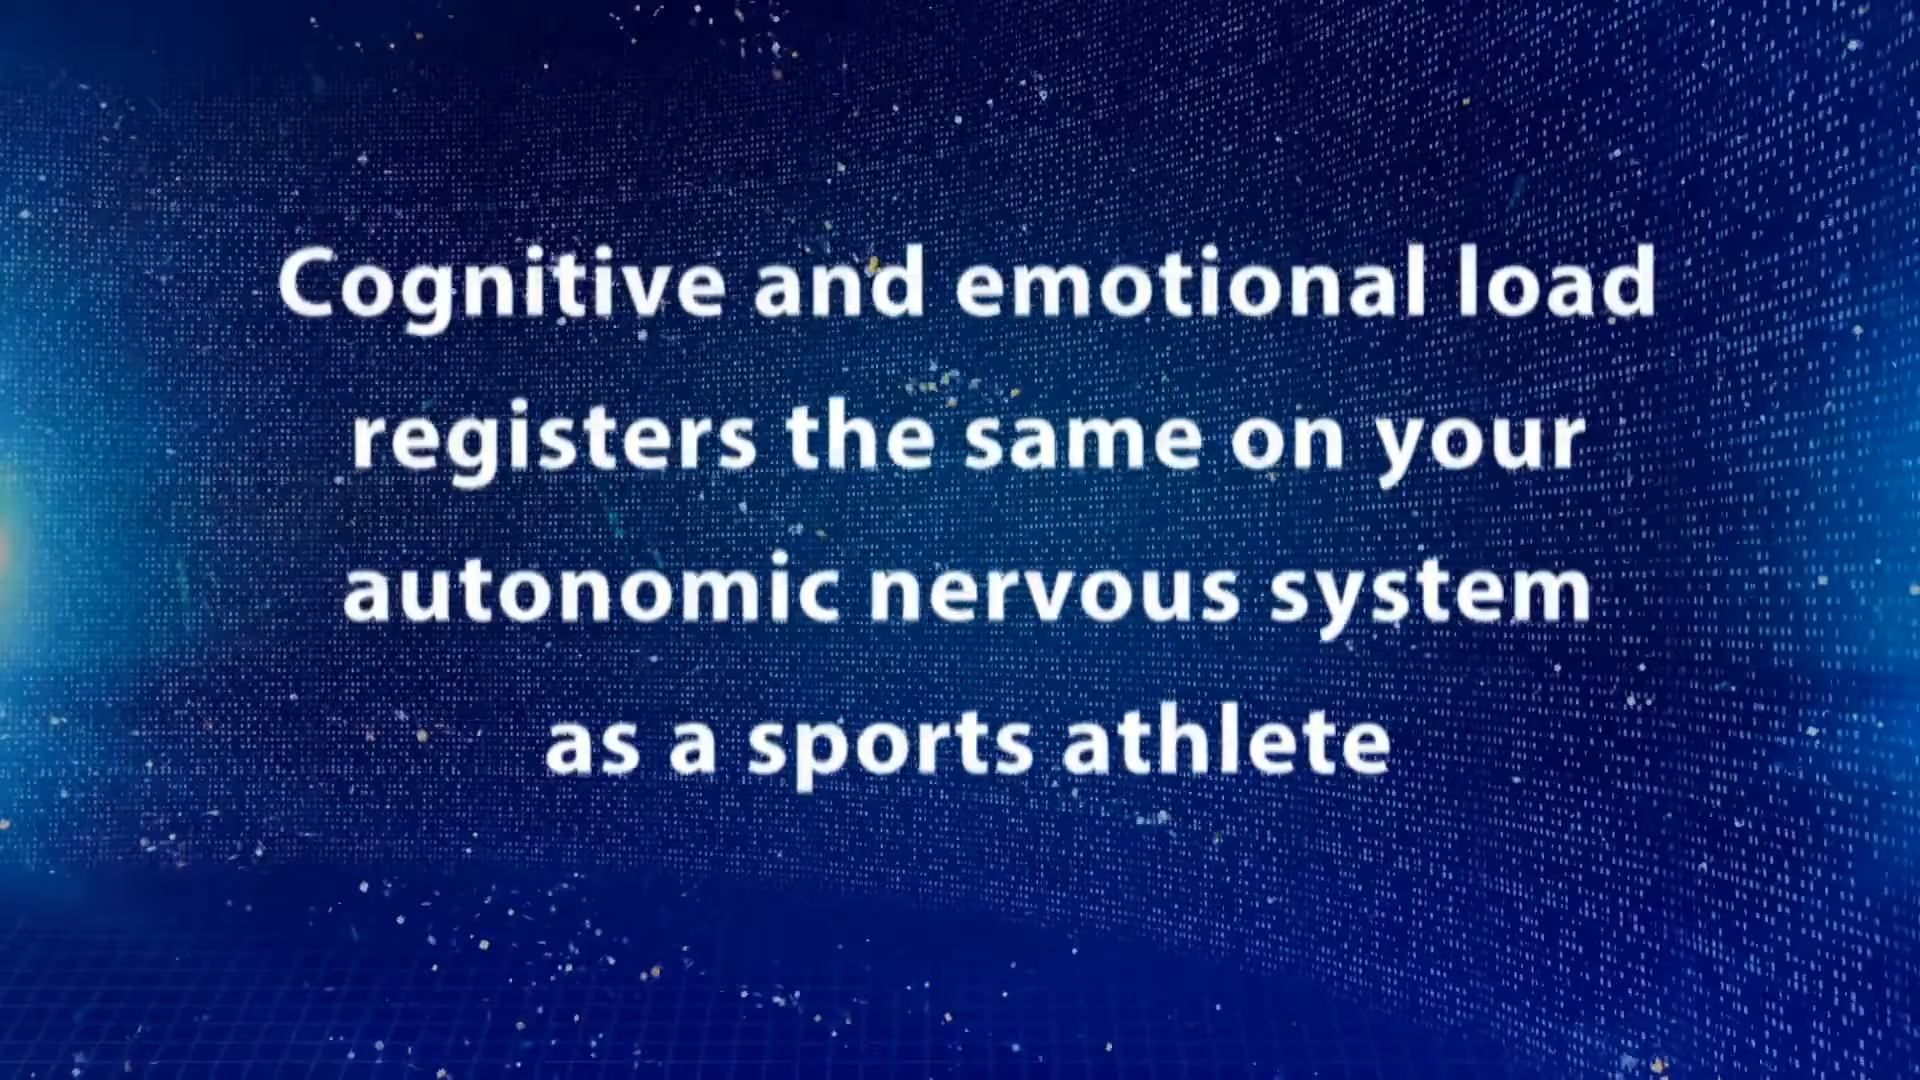 Cognitive and emotional load
registers the same on your
autonomic nervous system
as a sports athlete